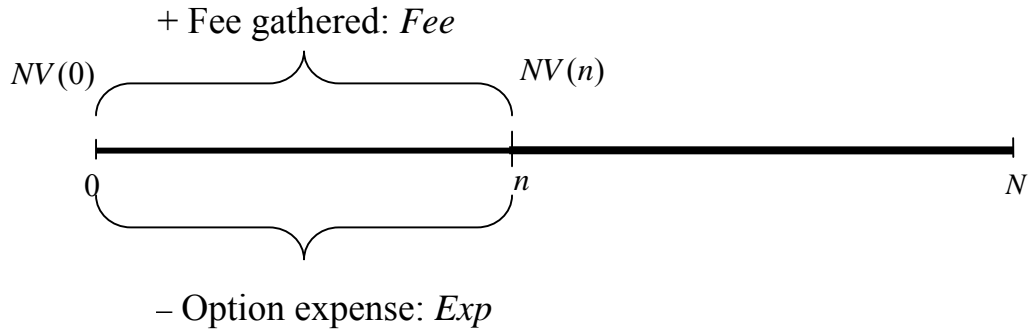 + Fee gathered: Fee
NV(0) NV(n)
0 n N
– Option expense: Exp